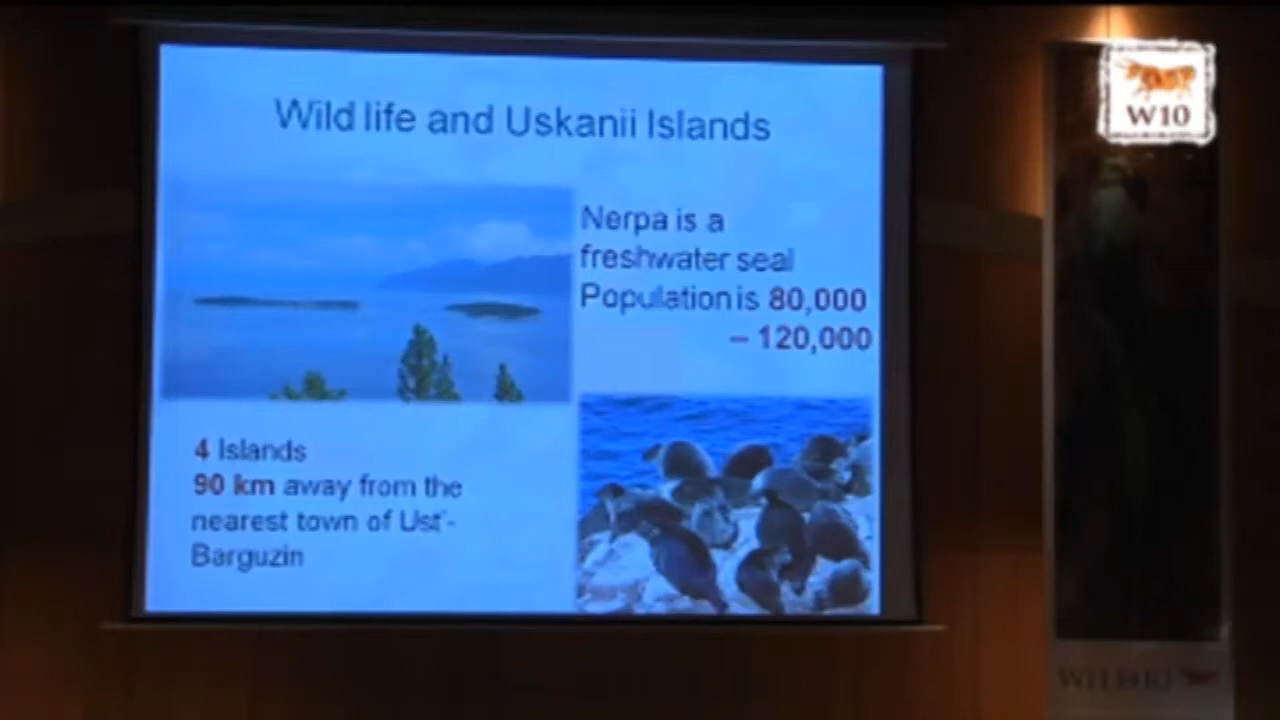 Wild life and Uskanii Islands
Nerpa is a
freshwater seal
Population is 80,000
– 120,000
4 Islands
90 km away from the
nearest town of Ust'-
Barguzin
W10
WILD10